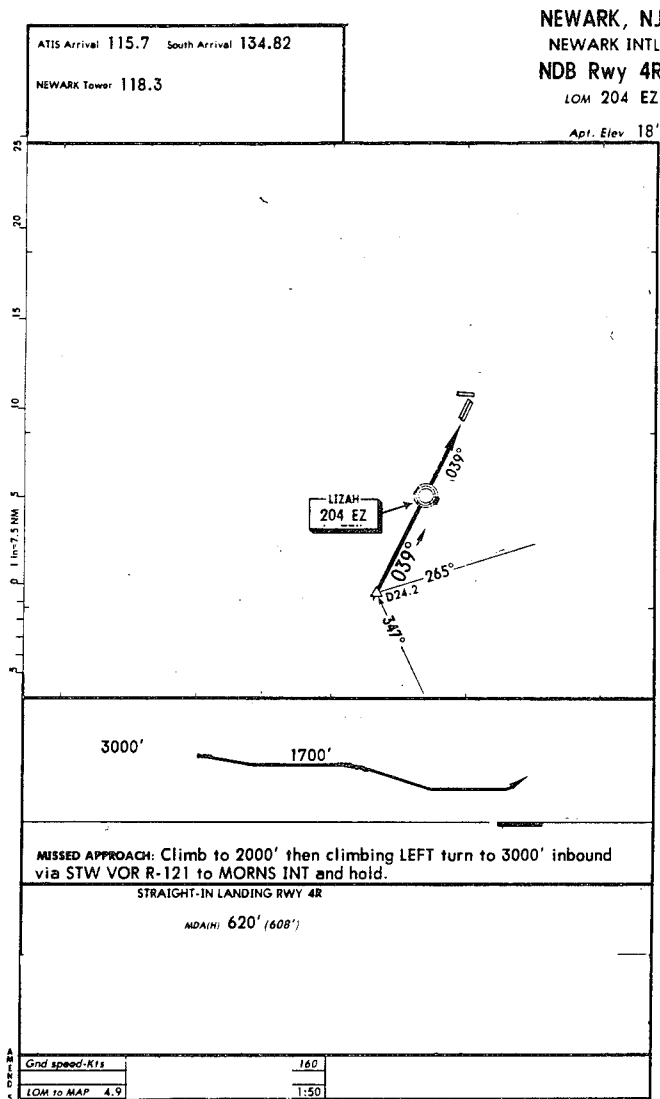 NEWARK, NJ
NEWARK INTL
NDB Rwy 4R
LOM 204 EZ
Apt. Elev 18'
ATIS Arrival 115.7 South Arrival 134.82
NEWARK Tower 118.3
25
20
15
10
5
0
5
1 in=7.5 NM
039°
LIZAH
204 EZ
039°
265°
D24.2
347°
3000'
1700'
MISSED APPROACH: Climb to 2000' then climbing LEFT turn to 3000' inbound
via STW VOR R-121 to MORNS INT and hold.
STRAIGHT-IN LANDING RWY 4R
MDA(H) 620' (608')
AMEND 5
Gnd speed-Kts 160
LOM to MAP 4.9 1:50